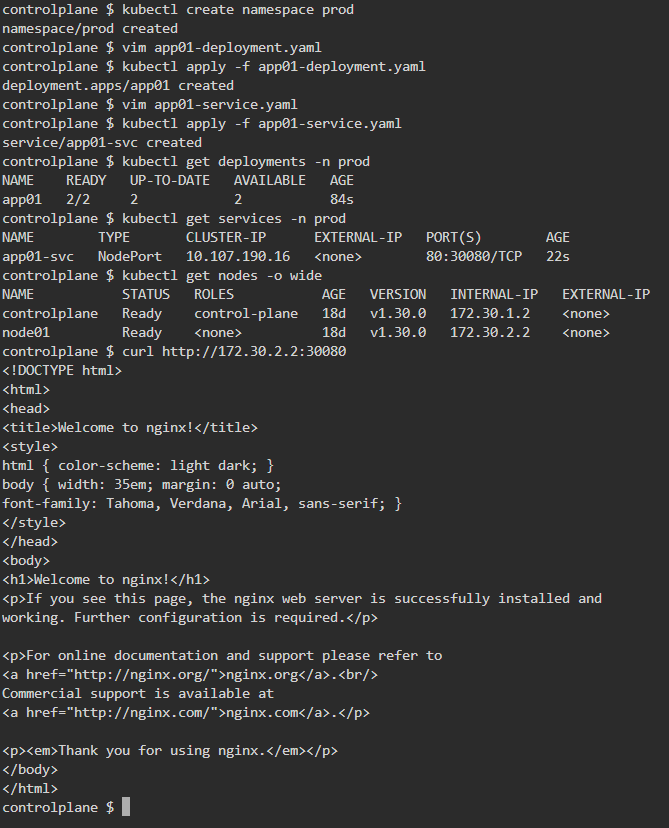 controlplane $ kubectl create namespace prod
namespace/prod created
controlplane $ vim app01-deployment.yaml
controlplane $ kubectl apply -f app01-deployment.yaml
deployment.apps/app01 created
controlplane $ vim app01-service.yaml
controlplane $ kubectl apply -f app01-service.yaml
service/app01-svc created
controlplane $ kubectl get deployments -n prod
NAME    READY   UP-TO-DATE   AVAILABLE   AGE
app01   2/2     2            2           84s
controlplane $ kubectl get services -n prod
NAME        TYPE       CLUSTER-IP      EXTERNAL-IP   PORT(S)        AGE
app01-svc   NodePort   10.107.190.16   <none>        80:30080/TCP   22s
controlplane $ kubectl get nodes -o wide
NAME           STATUS   ROLES           AGE   VERSION   INTERNAL-IP   EXTERNAL-IP
controlplane   Ready    control-plane   18d   v1.30.0   172.30.1.2    <none>
node01         Ready    <none>          18d   v1.30.0   172.30.2.2    <none>
controlplane $ curl http://172.30.2.2:30080
<!DOCTYPE html>
<html>
<head>
<title>Welcome to nginx!</title>
<style>
html { color-scheme: light dark; }
body { width: 35em; margin: 0 auto;
font-family: Tahoma, Verdana, Arial, sans-serif; }
</style>
</head>
<body>
<h1>Welcome to nginx!</h1>
<p>If you see this page, the nginx web server is successfully installed and
working. Further configuration is required.</p>

<p>For online documentation and support please refer to
<a href="http://nginx.org/">nginx.org</a>.<br/>
Commercial support is available at
<a href="http://nginx.com/">nginx.com</a>.</p>

<p><em>Thank you for using nginx.</em></p>
</body>
</html>
controlplane $